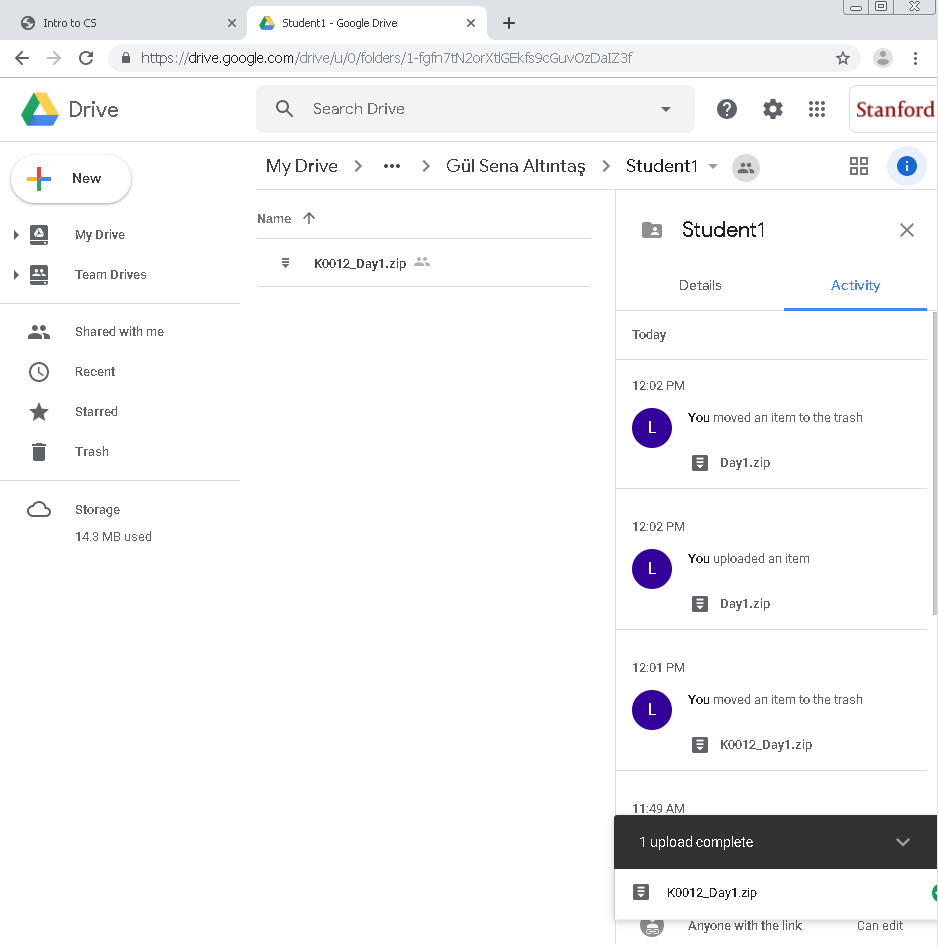 Intro to CS
Student1 - Google Drive
https://drive.google.com/drive/u/0/folders/1-fgfn7tN2orXtlGEkfs9cGuvOzDaIZ3f
Drive
Search Drive
Stanford
New
My Drive
Team Drives
Shared with me
Recent
Starred
Trash
Storage
14.3 MB used
My Drive > ··· > Gül Sena Altıntaş > Student1
Name
K0012_Day1.zip
Student1
Details Activity
Today
12:02 PM
L You moved an item to the trash
Day1.zip
12:02 PM
L You uploaded an item
Day1.zip
12:01 PM
L You moved an item to the trash
K0012_Day1.zip
11:49 AM
1 upload complete
K0012_Day1.zip
Anyone with the link Can edit